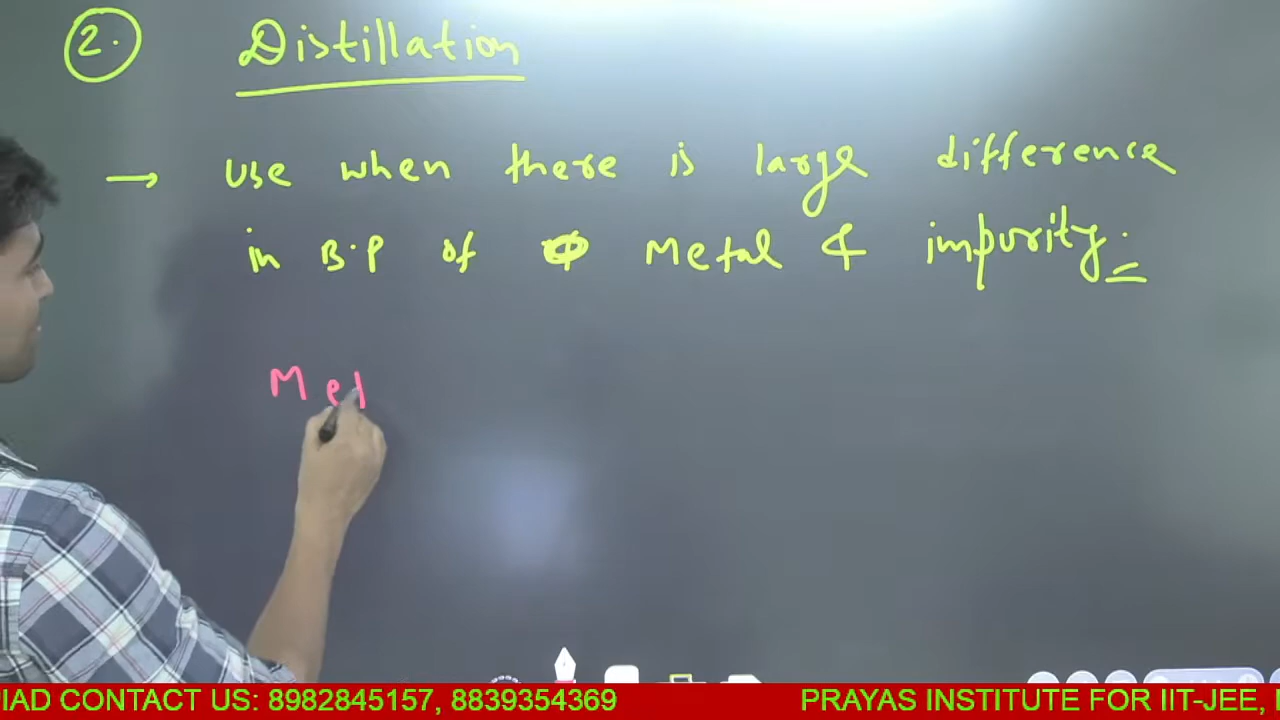 2. Distillation
→ Use when there is large difference
in B.P of Metal & impurity.
Met
IAD CONTACT US: 8982845157, 8839354369 PRAYAS INSTITUTE FOR IIT-JEE,